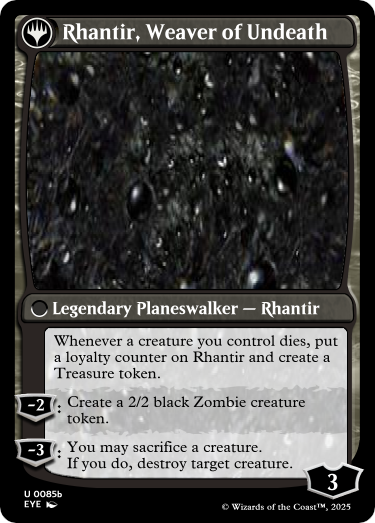 Rhantir, Weaver of Undeath
Legendary Planeswalker — Rhantir
Whenever a creature you control dies, put
a loyalty counter on Rhantir and create a
Treasure token.
-2: Create a 2/2 black Zombie creature
token.
-3: You may sacrifice a creature.
If you do, destroy target creature.
3
U 0085b
EYE
© Wizards of the Coast™, 2025